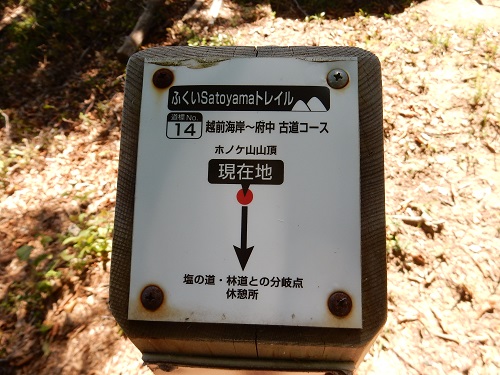 ふくいSatoyamaトレイル
道標No.
14 越前海岸～府中 古道コース
ホノケ山山頂
現在地
塩の道・林道との分岐点
休憩所